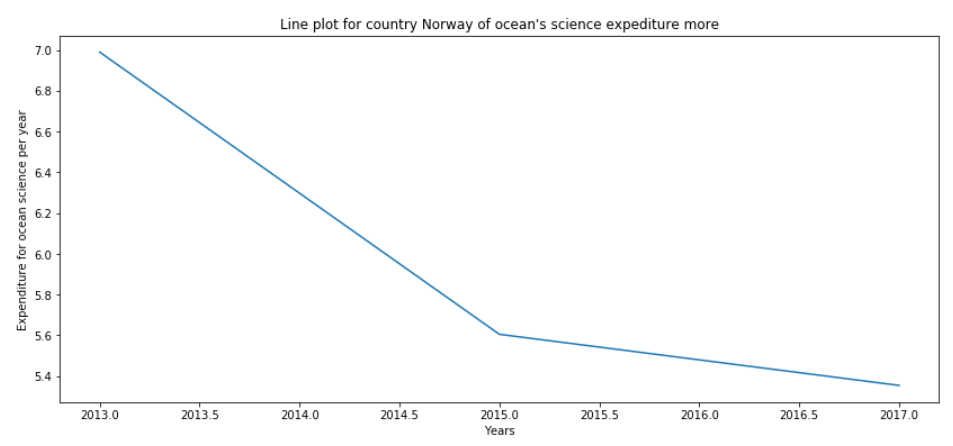 Line plot for country Norway of ocean's science expediture more
Expenditure for ocean science per year
7.0
6.8
6.6
6.4
6.2
6.0
5.8
5.6
5.4
2013.0 2013.5 2014.0 2014.5 2015.0 2015.5 2016.0 2016.5 2017.0
Years